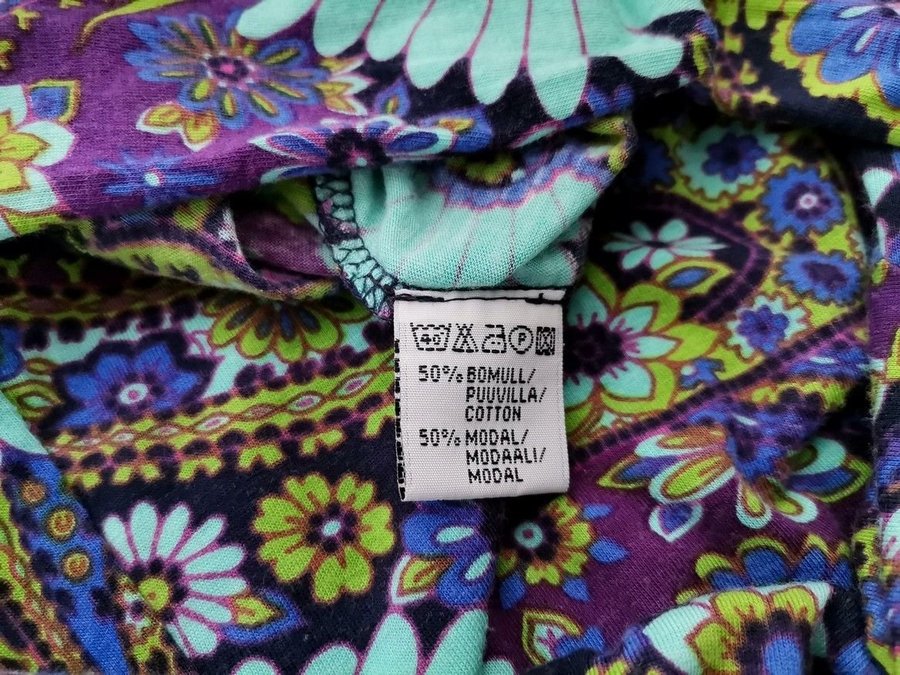 40 P
50% BOMULL/
PUUVILLA/
COTTON
50% MODAL/
MODAALI/
MODAL